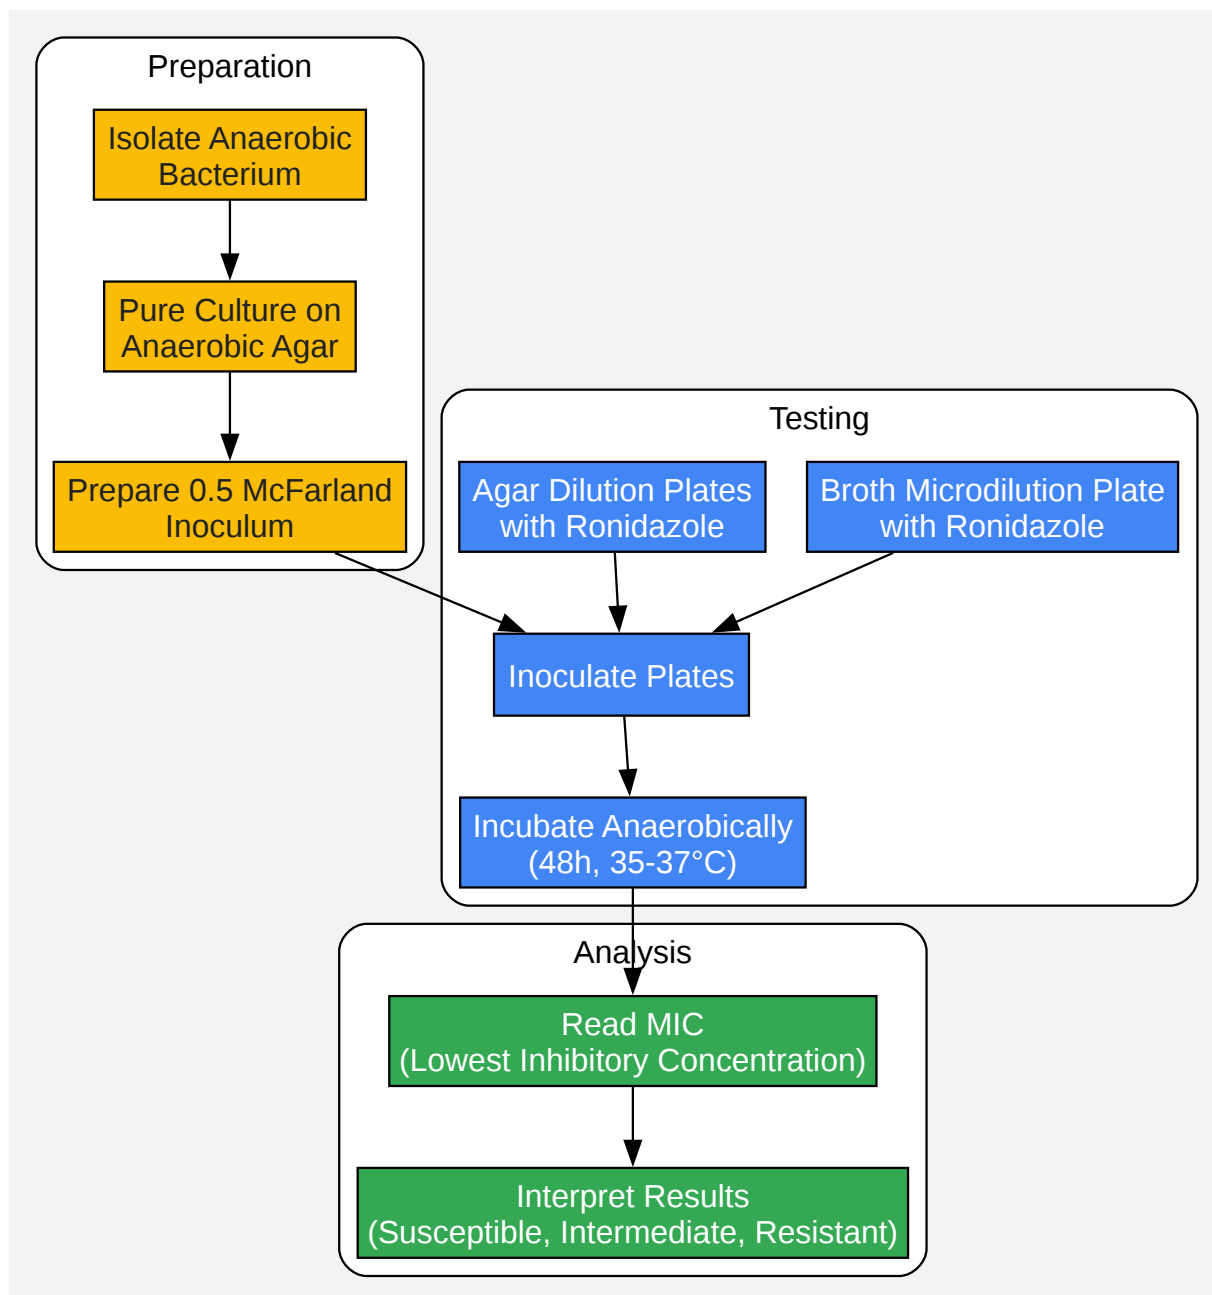 Preparation
Isolate Anaerobic
Bacterium
Pure Culture on
Anaerobic Agar
Prepare 0.5 McFarland
Inoculum
Testing
Agar Dilution Plates
with Ronidazole
Broth Microdilution Plate
with Ronidazole
Inoculate Plates
Incubate Anaerobically
(48h, 35-37°C)
Analysis
Read MIC
(Lowest Inhibitory Concentration)
Interpret Results
(Susceptible, Intermediate, Resistant)